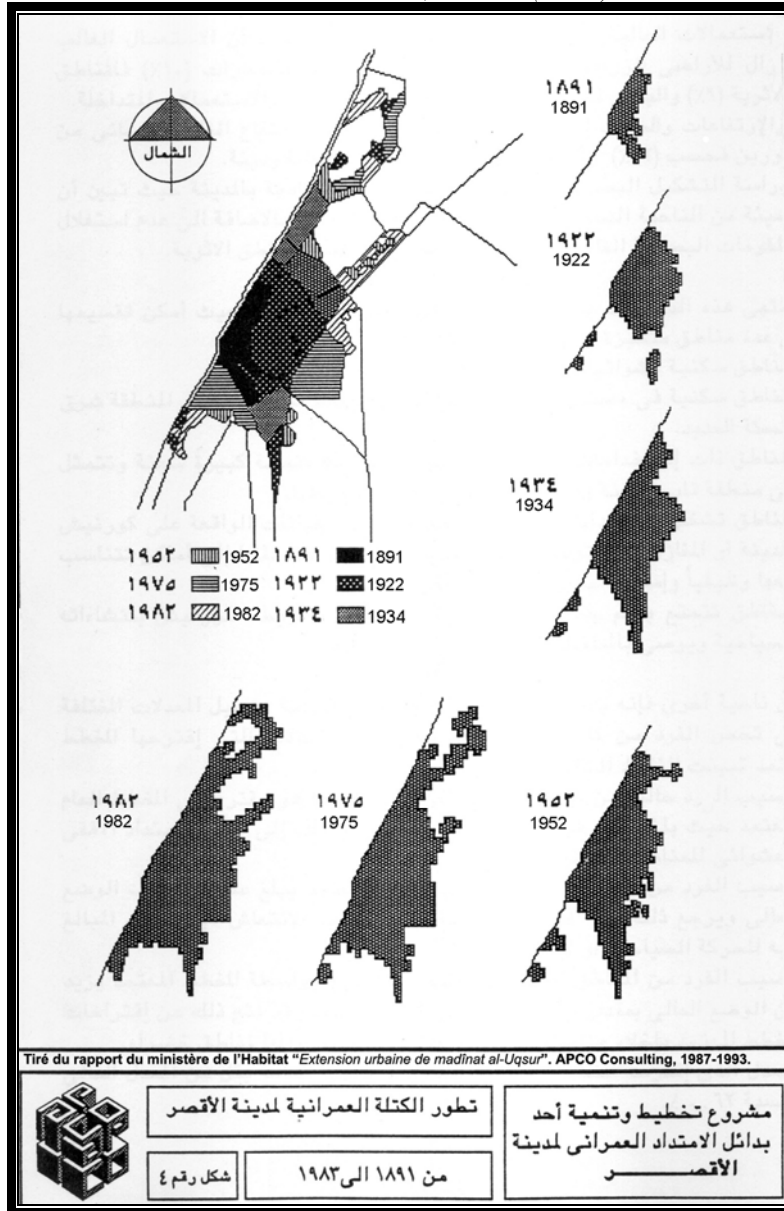 ١٨٩١
1891
الشمال
١٩٢٢
1922
١٩٣٤
1934
١٩٥٢ 1952 ١٨٩١ 1891
١٩٧٥ 1975 ١٩٢٢ 1922
١٩٨٢ 1982 ١٩٣٤ 1934
١٩٨٢
1982
١٩٧٥
1975
١٩٥٢
1952
Tiré du rapport du ministère de l'Habitat "Extension urbaine de madînat al-Uqsur". APCO Consulting, 1987-1993.
مشروع تخطيط وتنمية أحد
بدائل الامتداد العمرانى لمدينة
الأقصر
تطور الكتلة العمرانية لمدينة الأقصر
من ١٨٩١ الى ١٩٨٣
شكل رقم ٤